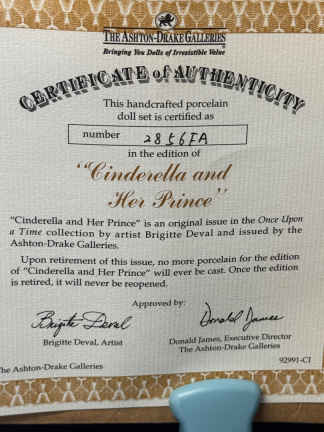 THE ASHTON-DRAKE GALLERIES
Bringing You Dolls of Irresistible Value
CERTIFICATE of AUTHENTICITY
This handcrafted porcelain
doll set is certified as
number 2856FA
in the edition of
"Cinderella and
Her Prince"
"Cinderella and Her Prince" is an original issue in the Once Upon
a Time collection by artist Brigitte Deval and issued by the
Ashton-Drake Galleries.
Upon retirement of this issue, no more porcelain for the edition
of "Cinderella and Her Prince" will ever be cast. Once the edition
is retired, it will never be reopened.
Approved by:
Brigitte Deval
Donald James
Brigitte Deval, Artist
Donald James, Executive Director
The Ashton-Drake Galleries
The Ashton-Drake Galleries
92991-CI